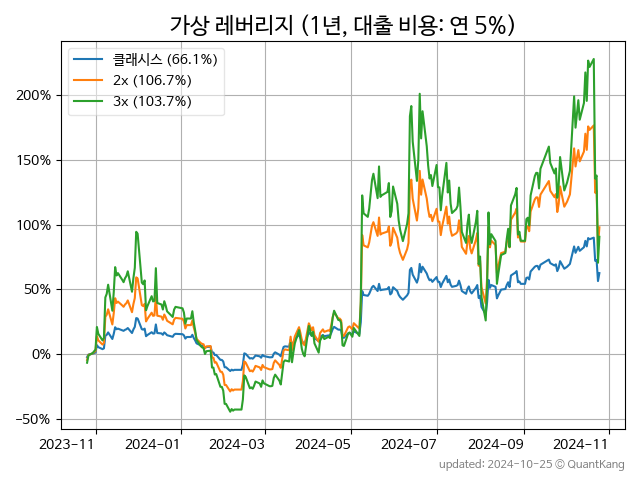 가상 레버리지 (1년, 대출 비용: 연 5%)
클래시스 (66.1%)
2x (106.7%)
3x (103.7%)
200%
150%
100%
50%
0%
−50%
2023-11 2024-01 2024-03 2024-05 2024-07 2024-09 2024-11
updated: 2024-10-25 © QuantKang